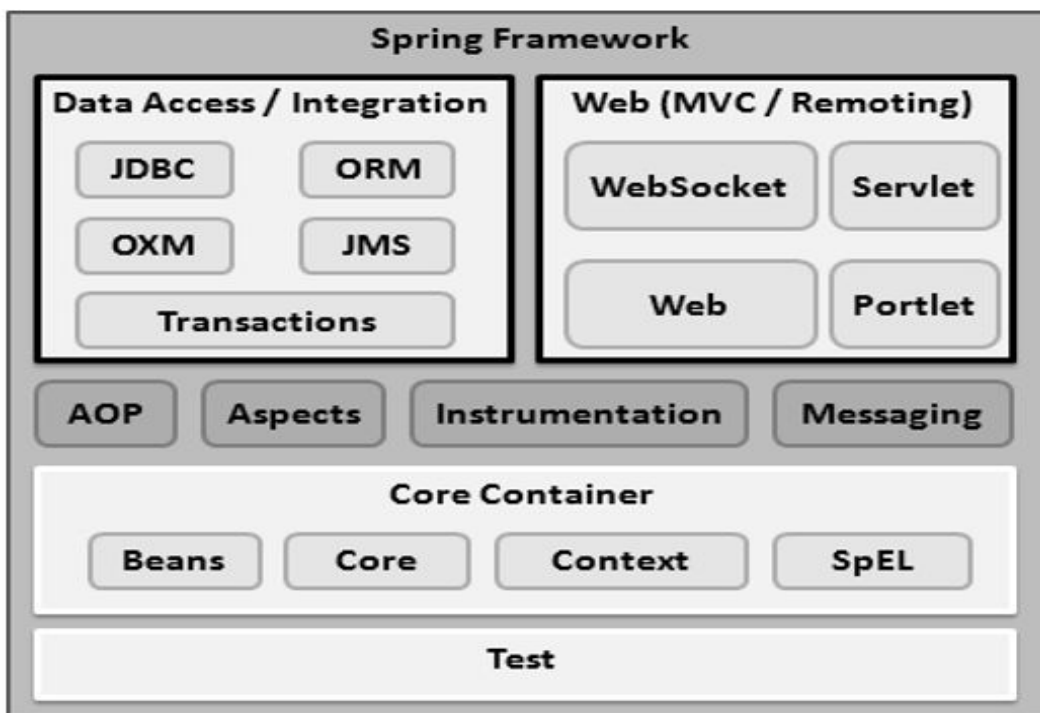 Spring Framework
Data Access / Integration
JDBC
ORM
OXM
JMS
Transactions
Web (MVC / Remoting)
WebSocket
Servlet
Web
Portlet
AOP
Aspects
Instrumentation
Messaging
Core Container
Beans
Core
Context
SpEL
Test